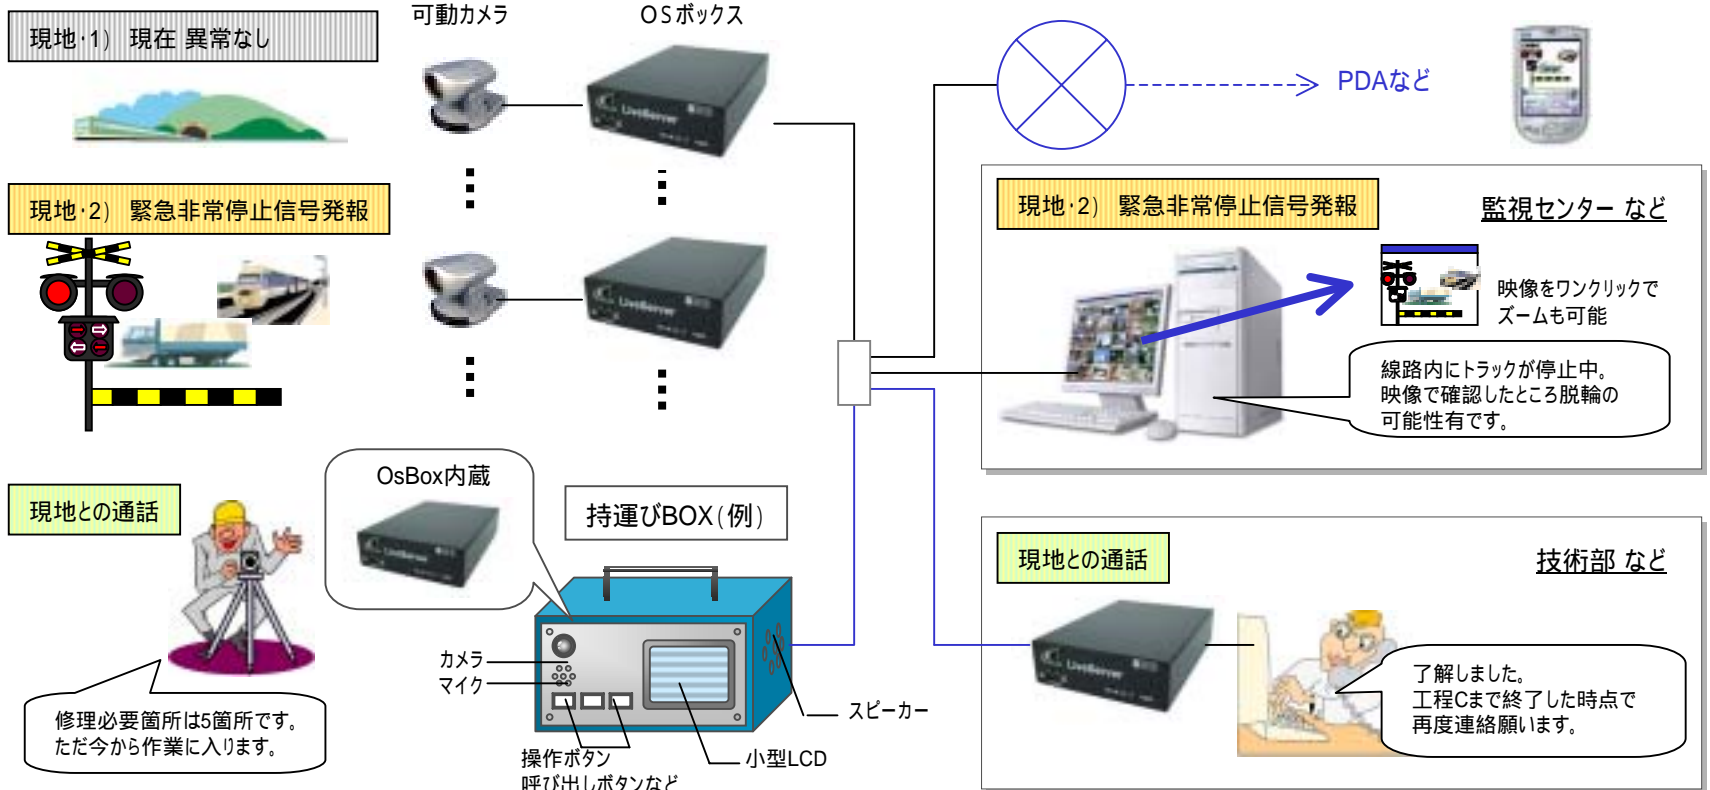 可動カメラ
OSボックス
現地・1) 現在 異常なし
LiveServer
PDAなど
現地・2) 緊急非常停止信号発報
LiveServer
現地・2) 緊急非常停止信号発報
監視センター など
映像をワンクリックで
ズームも可能
線路内にトラックが停止中。
映像で確認したところ脱輪の
可能性有です。
現地との通話
OsBox内蔵
LiveServer
持運びBOX(例)
カメラ
マイク
スピーカー
小型LCD
操作ボタン
呼び出しボタンなど
修理必要箇所は5箇所です。
ただ今から作業に入ります。
現地との通話
技術部 など
LiveServer
了解しました。
工程Cまで終了した時点で
再度連絡願います。